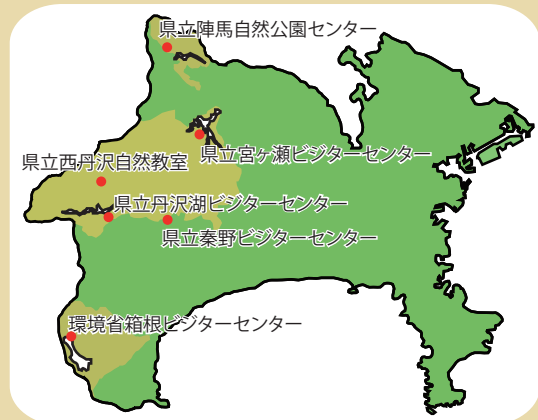 県立陣馬自然公園センター
県立宮ヶ瀬ビジターセンター
県立西丹沢自然教室
県立丹沢湖ビジターセンター
県立秦野ビジターセンター
環境省箱根ビジターセンター